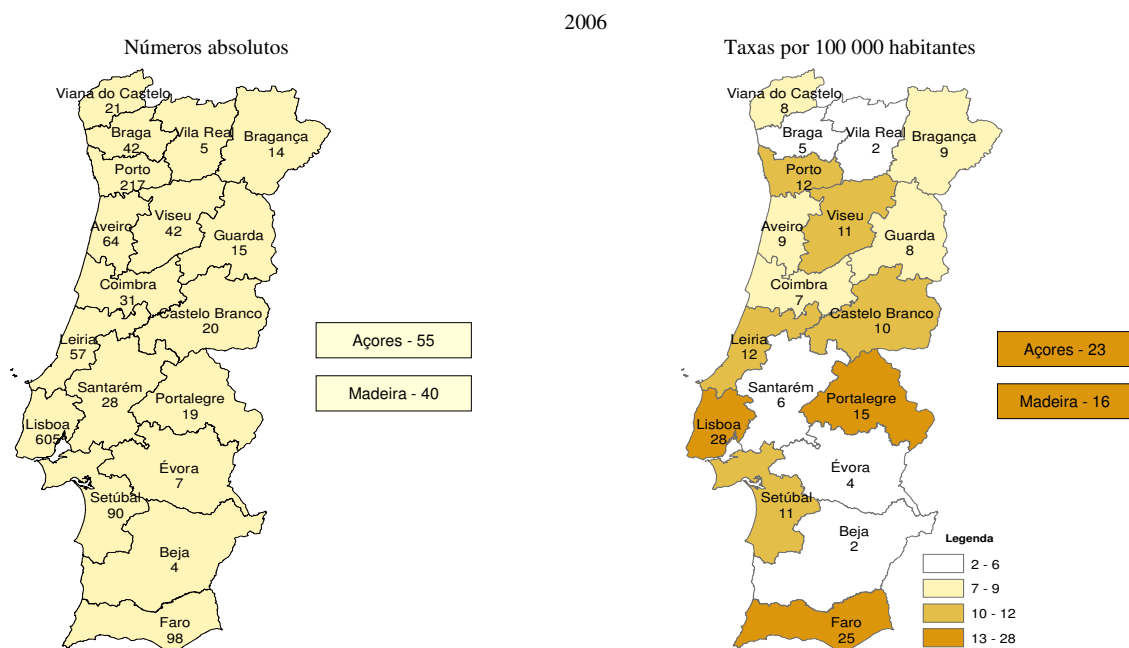 2006
Números absolutos
Viana do Castelo
21
Braga
42
Vila Real
5
Bragança
14
Porto
217
Aveiro
64
Viseu
42
Guarda
15
Coimbra
31
Castelo Branco
20
Leiria
57
Santarém
28
Portalegre
19
Lisboa
605
Évora
7
Setúbal
90
Beja
4
Faro
98
Açores - 55
Madeira - 40
Taxas por 100 000 habitantes
Viana do Castelo
8
Braga
5
Vila Real
2
Bragança
9
Porto
12
Aveiro
9
Viseu
11
Guarda
8
Coimbra
7
Castelo Branco
10
Leiria
12
Santarém
6
Portalegre
15
Lisboa
28
Évora
4
Setúbal
11
Beja
2
Faro
25
Açores - 23
Madeira - 16
Legenda
2 - 6
7 - 9
10 - 12
13 - 28